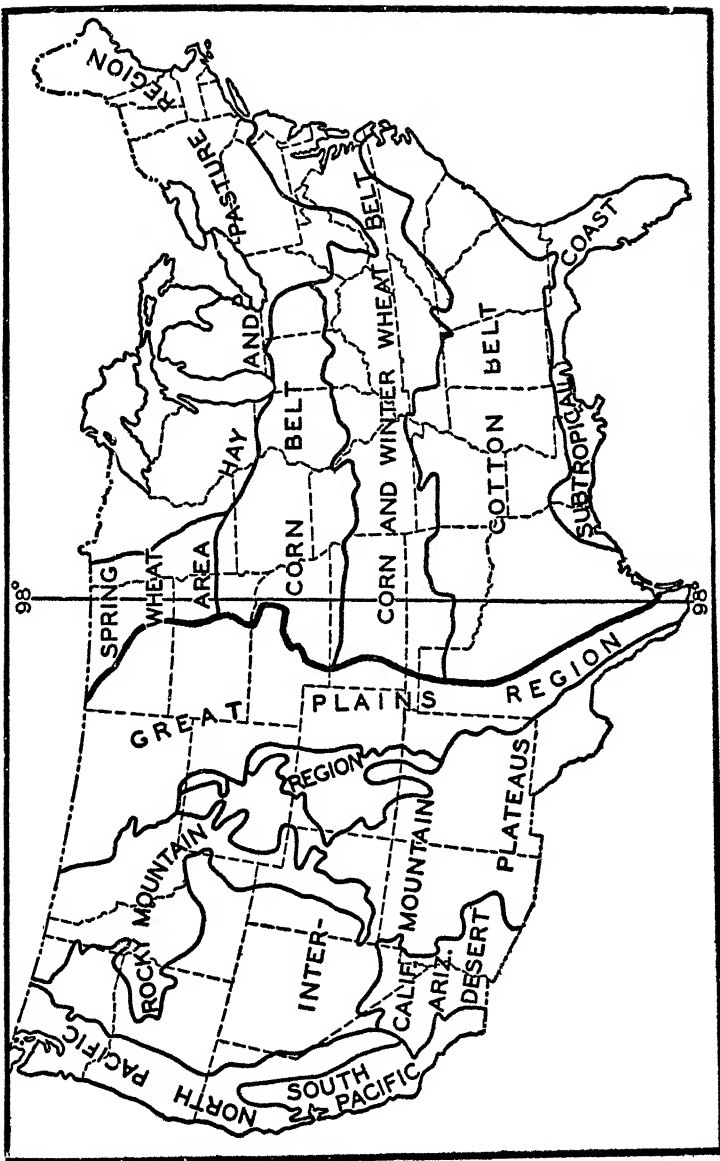 98°
98°
HAY AND PASTURE REGION
SPRING
WHEAT
AREA
CORN BELT
CORN AND WINTER WHEAT BELT
COTTON BELT
SUBTROPICAL COAST
GREAT PLAINS REGION
ROCKY MOUNTAIN REGION
INTER-
MOUNTAIN
PLATEAUS
CALIF.
ARIZ.
DESERT
NORTH PACIFIC
SOUTH
PACIFIC